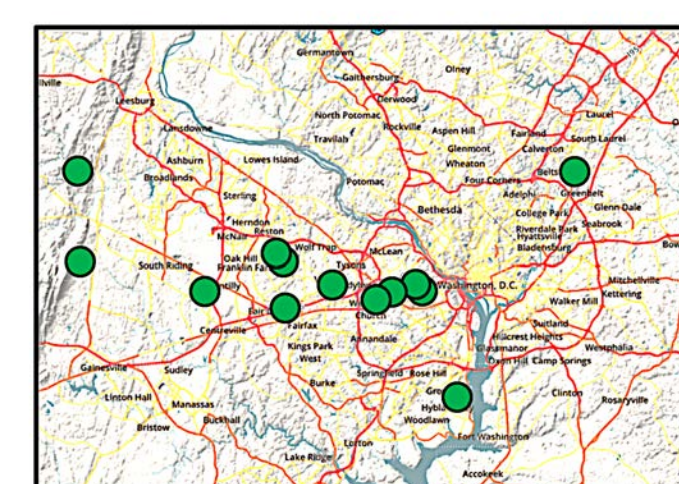 Germantown
Olney
Gaithersburg
Derwood
Leesburg
North Potomac
Laurel
Lansdowne
Rockville
Aspen Hill
Fairland
South Laurel
Travilah
Glenmont
Calverton
Ashburn
Lowes Island
Wheaton
Broadlands
Potomac
Four Corners
Sterling
Adelphi
Greenbelt
Bethesda
College Park
Glenn Dale
Herndon
Seabrook
Reston
Riverdale Park
McNair
Hyattsville
Wolf Trap
McLean
Bladensburg
Oak Hill
South Riding
Tysons
Washington, D.C.
Mitchellville
Kettering
Walker Mill
Church
Suitland
Fairfax
Centreville
Annandale
Hillcrest Heights
Kings Park
West
Glassmanor
Westphalia
Oxon Hill
Camp Springs
Gainesville
Sudley
Springfield
Rose Hill
Burke
Clinton
Linton Hall
Manassas
Rosaryville
Woodlawn
Bristow
Buckhall
Fort Washington
Lorton
Lake Ridge
Accokeek